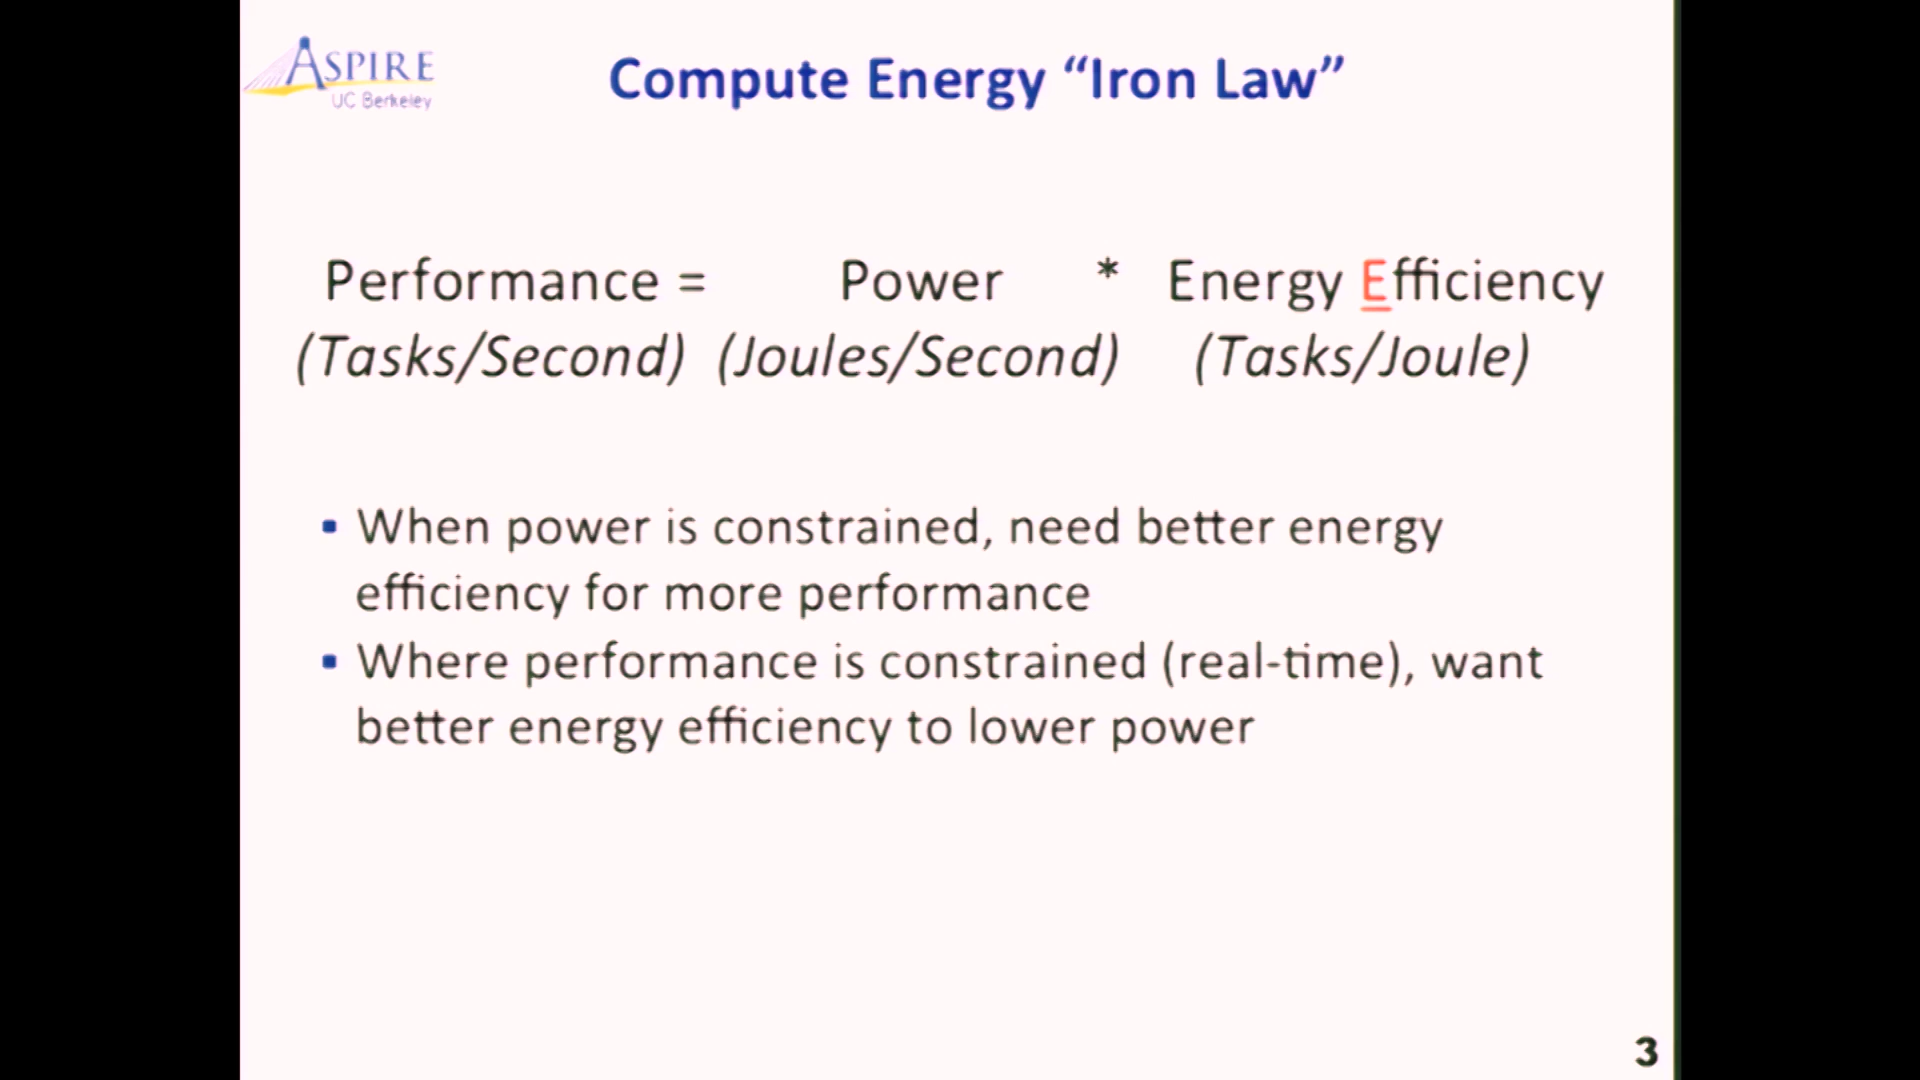 ASPIRE
UC Berkeley
Compute Energy “Iron Law”
Performance = Power * Energy Efficiency
(Tasks/Second) (Joules/Second) (Tasks/Joule)
▪ When power is constrained, need better energy
efficiency for more performance
▪ Where performance is constrained (real-time), want
better energy efficiency to lower power
3